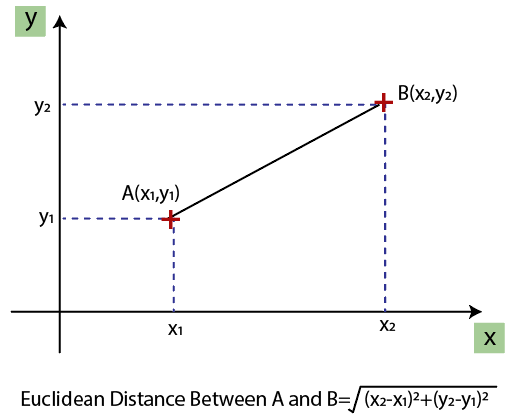 y
y₂
B(x₂,y₂)
A(x₁,y₁)
y₁
x₁
x₂
x
Euclidean Distance Between A and B=√(x₂-x₁)²+(y₂-y₁)²